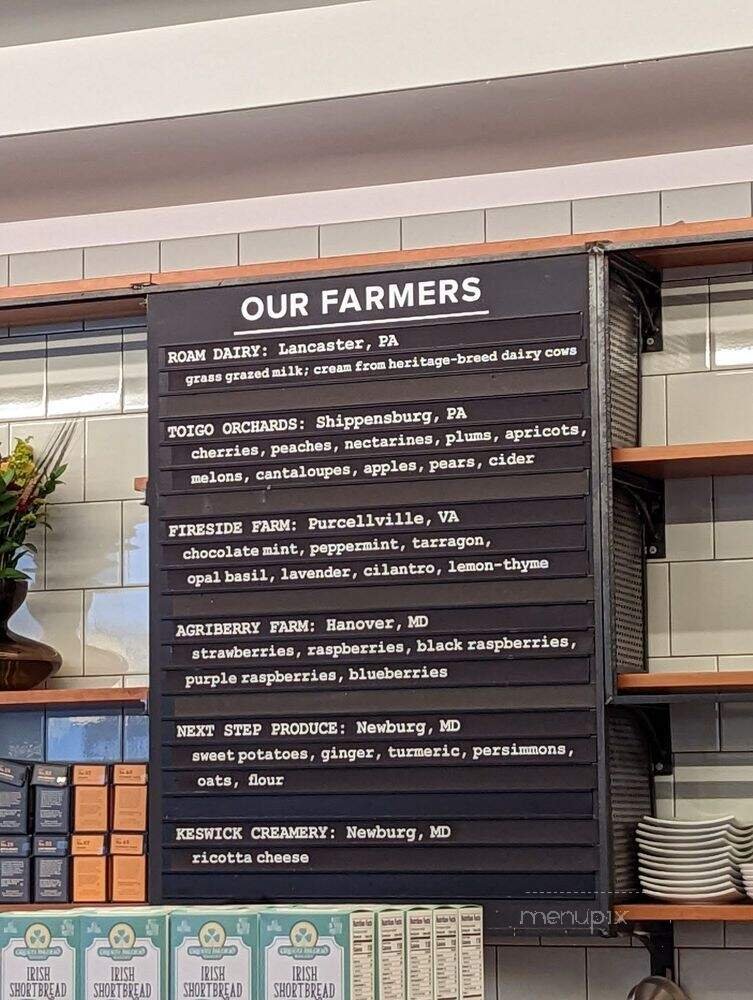 OUR FARMERS
ROAM DAIRY: Lancaster, PA
grass grazed milk; cream from heritage-breed dairy cows
TOIGO ORCHARDS: Shippensburg, PA
cherries, peaches, nectarines, plums, apricots,
melons, cantaloupes, apples, pears, cider
FIRESIDE FARM: Purcellville, VA
chocolate mint, peppermint, tarragon,
opal basil, lavender, cilantro, lemon-thyme
AGRIBERRY FARM: Hanover, MD
strawberries, raspberries, black raspberries,
purple raspberries, blueberries
NEXT STEP PRODUCE: Newburg, MD
sweet potatoes, ginger, turmeric, persimmons,
oats, flour
KESWICK CREAMERY: Newburg, MD
ricotta cheese
menupix
IRISH SHORTBREAD
IRISH SHORTBREAD
IRISH SHORTBREAD
IRISH SHORTBREAD
Nutrition Facts